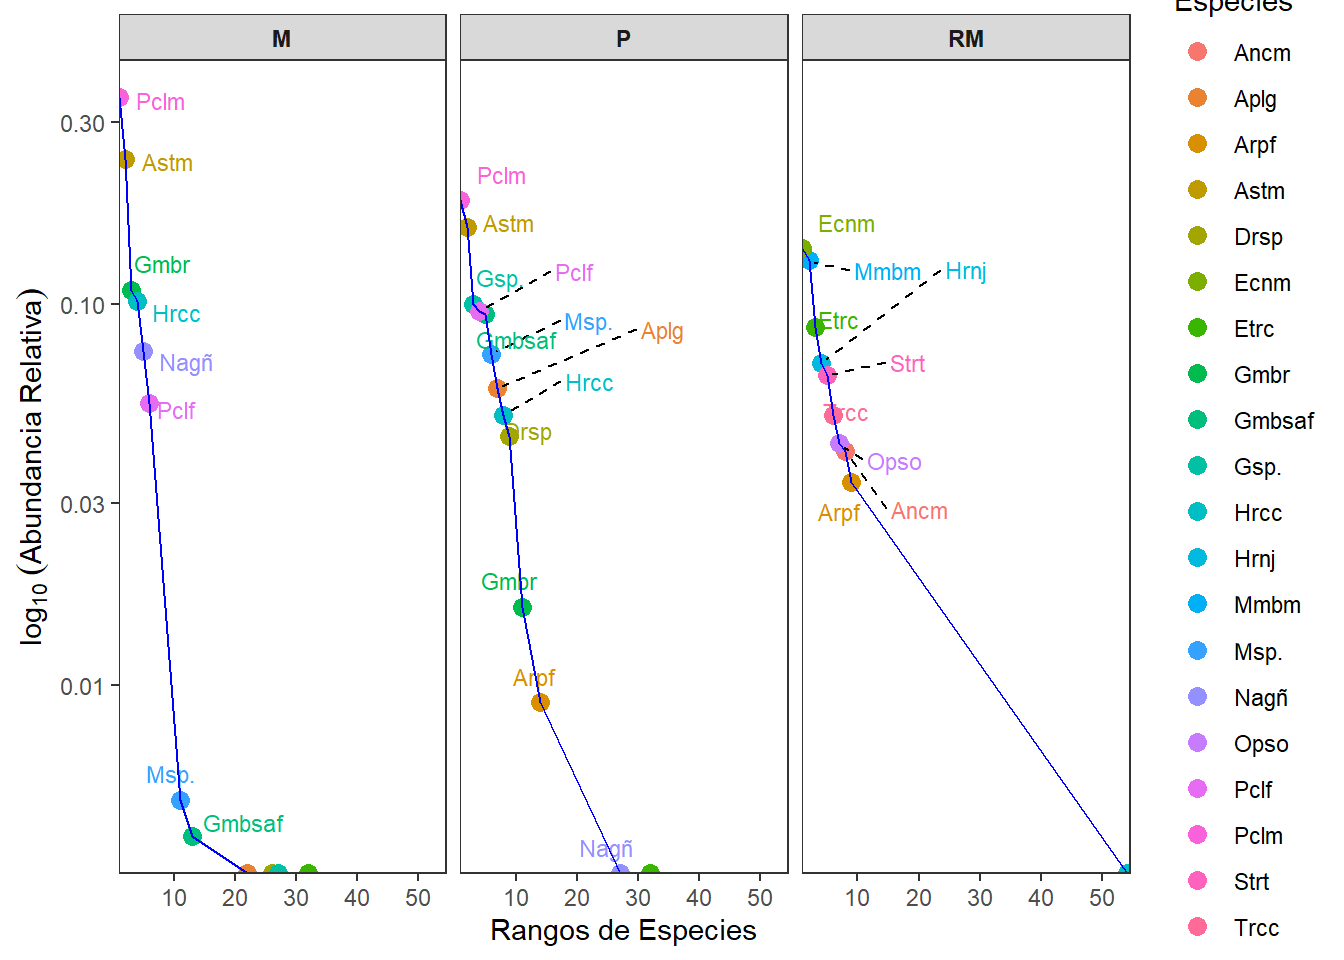 Especies
M
P
RM
Ancm
Aplg
Arpf
Astm
Drsp
Ecnm
Etrc
Gmbr
Gmbsaf
Gsp.
Hrcc
Hrnj
Mmbm
Msp.
Nagñ
Opso
Pclf
Pclm
Strt
Trcc
log10 (Abundancia Relativa)
0.30
0.10
0.03
0.01
Pclm
Astm
Gmbr
Hrcc
Nagñ
Pclf
Msp.
Gmbsaf
Pclm
Astm
Gsp.
Pclf
Msp.
Gmbsaf
Aplg
Hrcc
Drsp
Gmbr
Arpf
Nagñ
Ecnm
Mmbm
Hrnj
Etrc
Strt
Trcc
Opso
Arpf
Ancm
10 20 30 40 50
10 20 30 40 50
10 20 30 40 50
Rangos de Especies